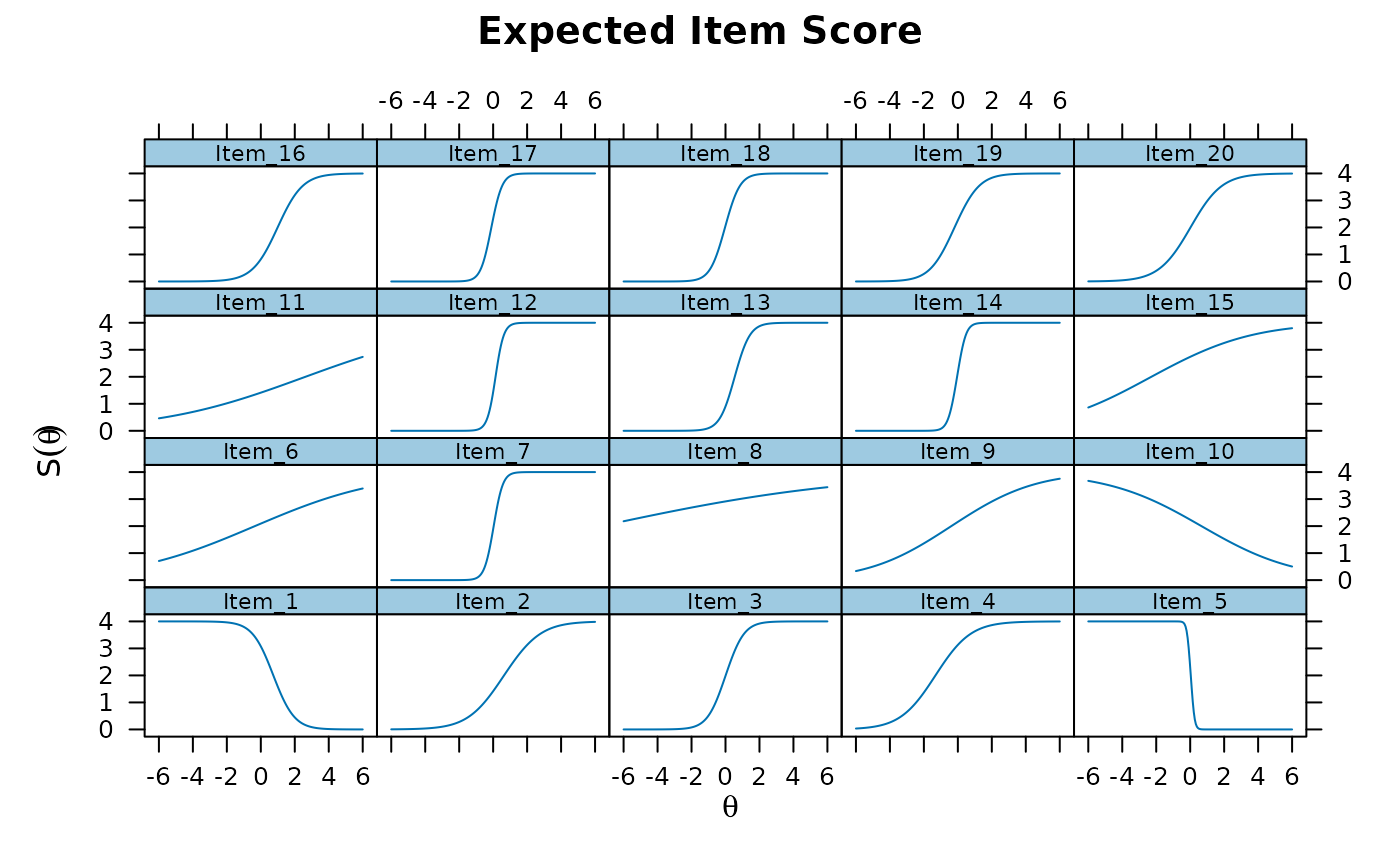 Expected Item Score
-6 -4 -2 0 2 4 6 -6 -4 -2 0 2 4 6
Item_16 Item_17 Item_18 Item_19 Item_20
4
3
2
1
0
Item_11 Item_12 Item_13 Item_14 Item_15
4
3
2
1
0
S(θ)
Item_6 Item_7 Item_8 Item_9 Item_10
4
3
2
1
0
Item_1 Item_2 Item_3 Item_4 Item_5
4
3
2
1
0
-6 -4 -2 0 2 4 6 -6 -4 -2 0 2 4 6 -6 -4 -2 0 2 4 6
θ